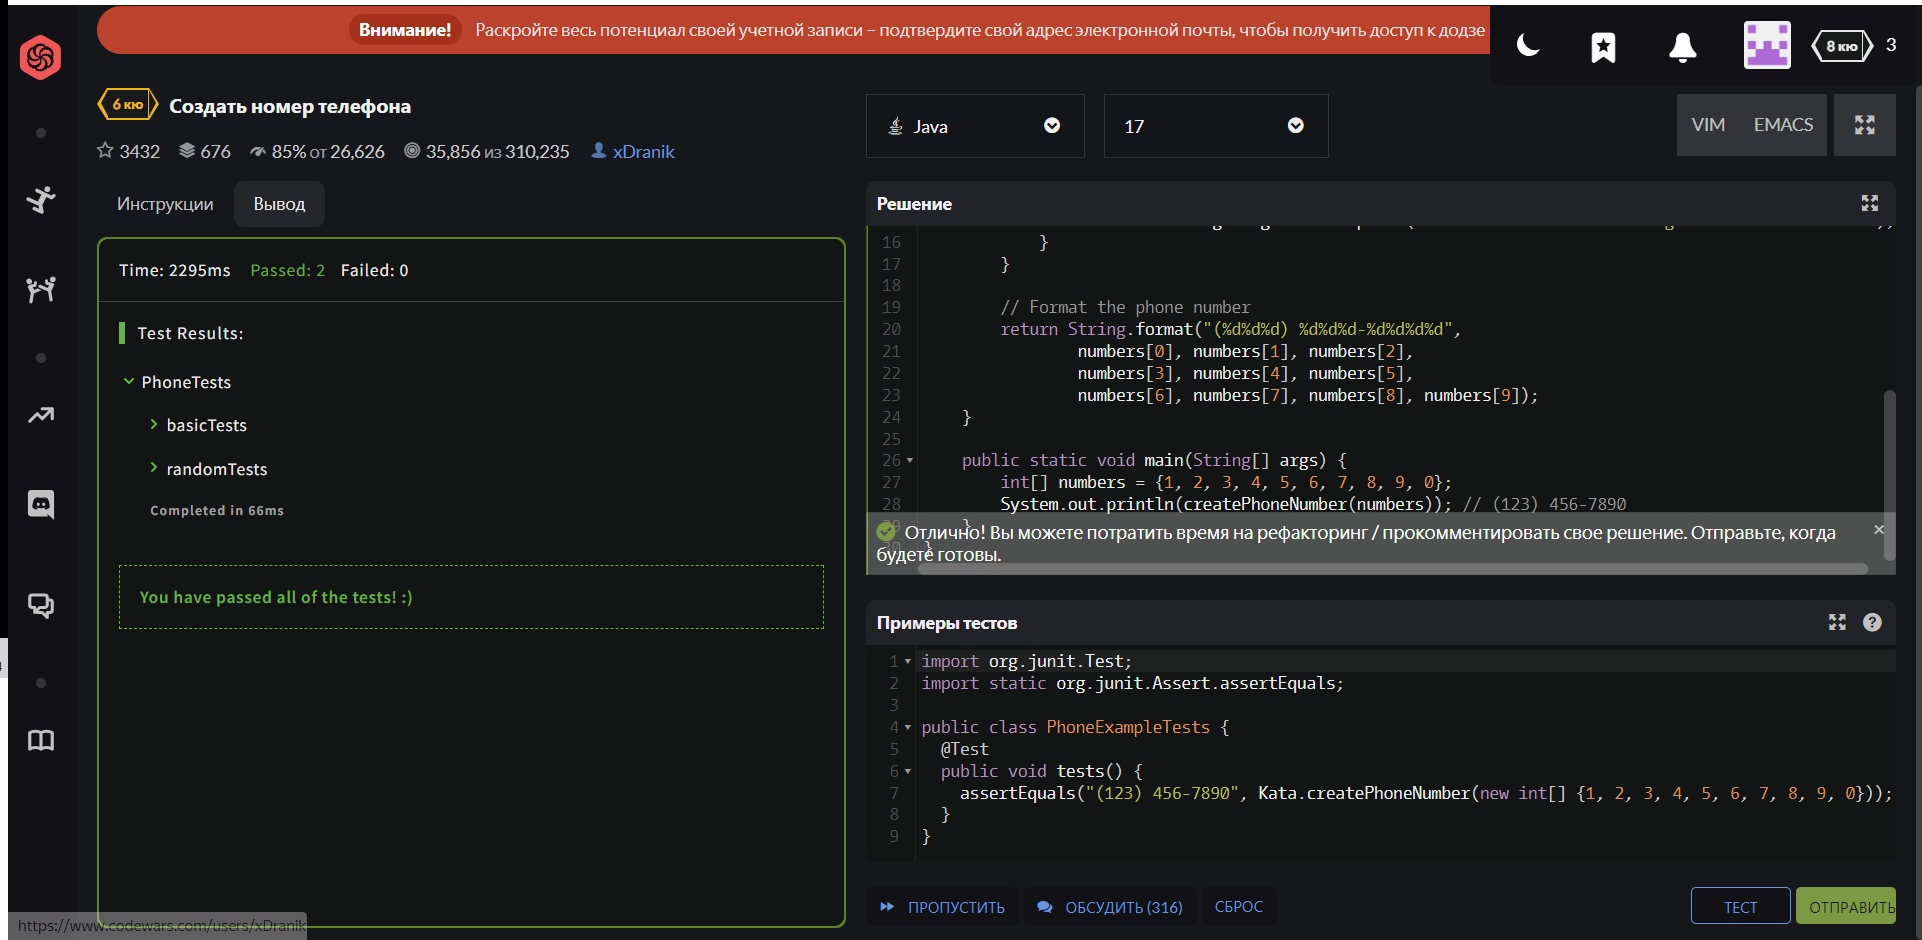 Внимание! Раскройте весь потенциал своей учетной записи – подтвердите свой адрес электронной почты, чтобы получить доступ к додзе
8 кю 3
6 кю Создать номер телефона
3432 676 85% от 26,626 35,856 из 310,235 xDranik
Инструкции Вывод
Time: 2295ms Passed: 2 Failed: 0
Test Results:
PhoneTests
basicTests
randomTests
Completed in 66ms
You have passed all of the tests! :)
https://www.codewars.com/users/xDranik
Java 17 VIM EMACS
Решение
16 }
17 }
18
19 // Format the phone number
20 return String.format("(%d%d%d) %d%d%d-%d%d%d%d",
21 numbers[0], numbers[1], numbers[2],
22 numbers[3], numbers[4], numbers[5],
23 numbers[6], numbers[7], numbers[8], numbers[9]);
24 }
25
26 public static void main(String[] args) {
27 int[] numbers = {1, 2, 3, 4, 5, 6, 7, 8, 9, 0};
28 System.out.println(createPhoneNumber(numbers)); // (123) 456-7890
29 }
30 }
Отлично! Вы можете потратить время на рефакторинг / прокомментировать свое решение. Отправьте, когда
будете готовы.
Примеры тестов
1 import org.junit.Test;
2 import static org.junit.Assert.assertEquals;
3
4 public class PhoneExampleTests {
5 @Test
6 public void tests() {
7 assertEquals("(123) 456-7890", Kata.createPhoneNumber(new int[] {1, 2, 3, 4, 5, 6, 7, 8, 9, 0}));
8 }
9 }
ПРОПУСТИТЬ ОБСУДИТЬ (316) СБРОС ТЕСТ ОТПРАВИТЬ